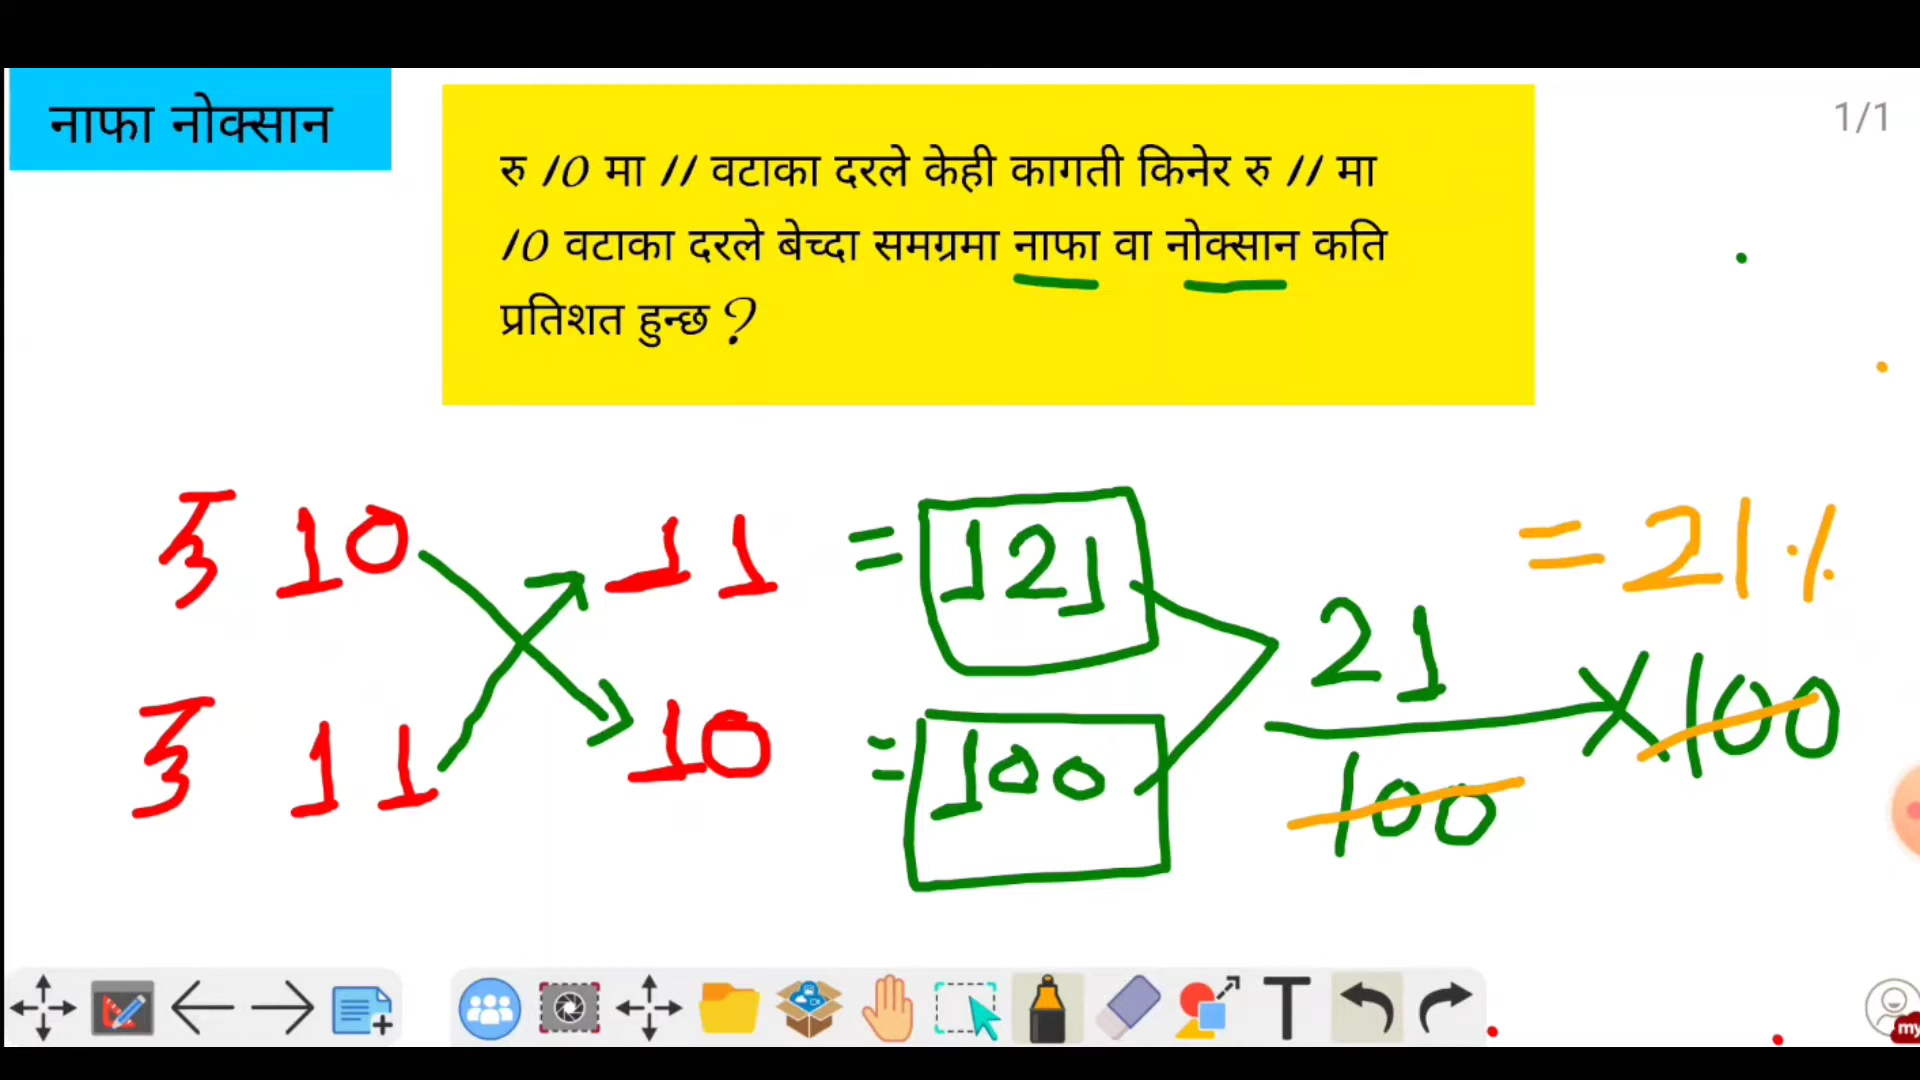 नाफा नोक्सान
1/1
रु 10 मा 11 वटाका दरले केही कागती किनेर रु 11 मा
10 वटाका दरले बेच्दा समग्रमा नाफा वा नोक्सान कति
प्रतिशत हुन्छ ?
रु 10 11 = 121
रु 11 10 = 100
21
100
×100
= 21%
T
my